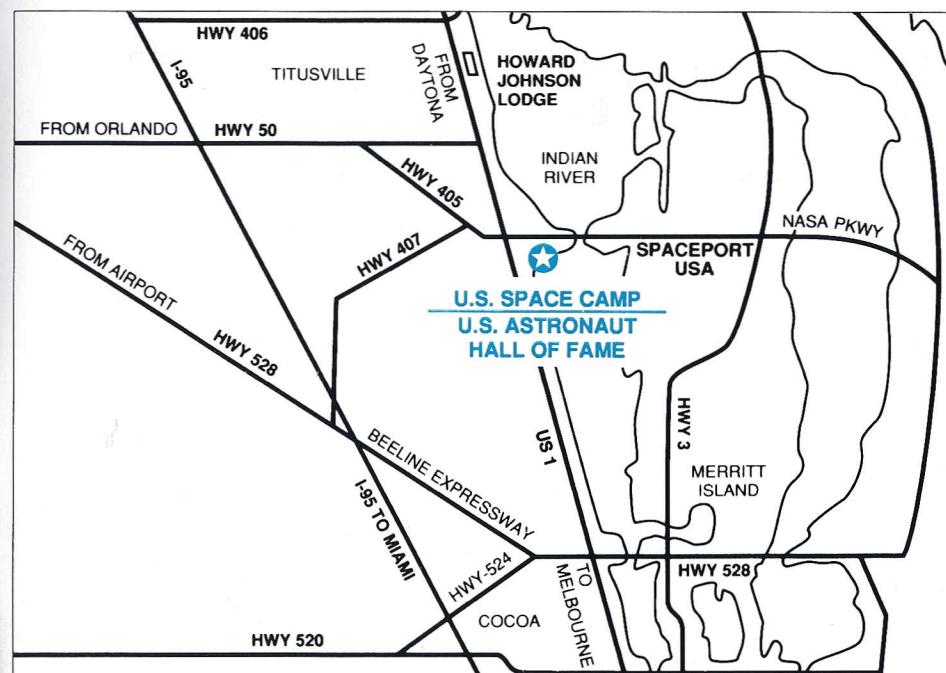 HWY 406
I-95
TITUSVILLE
FROM
DAYTONA
HOWARD
JOHNSON
LODGE
FROM ORLANDO
HWY 50
INDIAN
RIVER
HWY 405
NASA PKWY
HWY 407
SPACEPORT
USA
FROM AIRPORT
U.S. SPACE CAMP
U.S. ASTRONAUT
HALL OF FAME
HWY 528
US 1
HWY 3
BEELINE EXPRESSWAY
MERRITT
ISLAND
I-95 TO MIAMI
HWY-524
TO
MELBOURNE
HWY 528
COCOA
HWY 520